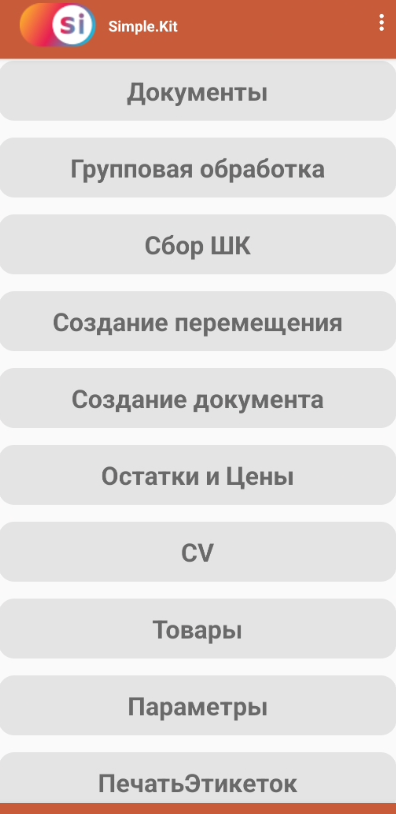 Si
Simple.Kit
Документы
Групповая обработка
Сбор ШК
Создание перемещения
Создание документа
Остатки и Цены
CV
Товары
Параметры
ПечатьЭтикеток